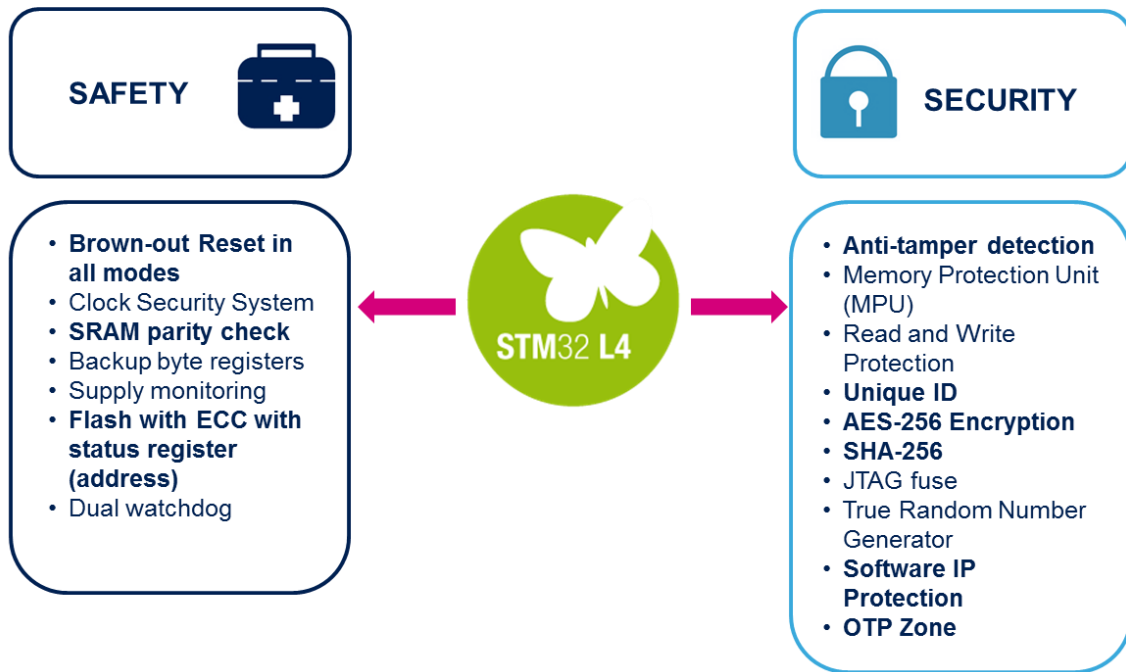 SAFETY
• Brown-out Reset in
all modes
• Clock Security System
• SRAM parity check
• Backup byte registers
• Supply monitoring
• Flash with ECC with
status register
(address)
• Dual watchdog
STM32 L4
SECURITY
• Anti-tamper detection
• Memory Protection Unit
(MPU)
• Read and Write
Protection
• Unique ID
• AES-256 Encryption
• SHA-256
• JTAG fuse
• True Random Number
Generator
• Software IP
Protection
• OTP Zone